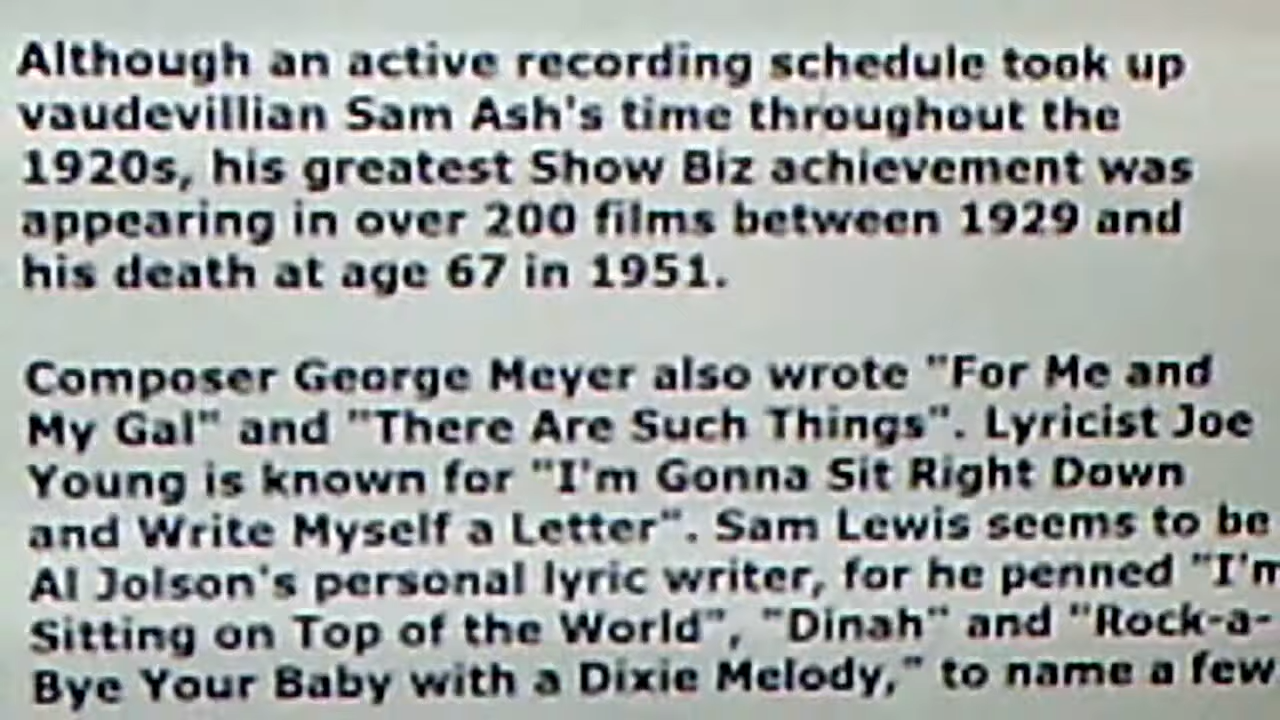 Although an active recording schedule took up
vaudevillian Sam Ash's time throughout the
1920s, his greatest Show Biz achievement was
appearing in over 200 films between 1929 and
his death at age 67 in 1951.
Composer George Meyer also wrote "For Me and
My Gal" and "There Are Such Things". Lyricist Joe
Young is known for "I'm Gonna Sit Right Down
and Write Myself a Letter". Sam Lewis seems to be
Al Jolson's personal lyric writer, for he penned "I'm
Sitting on Top of the World", "Dinah" and "Rock-a-
Bye Your Baby with a Dixie Melody," to name a few